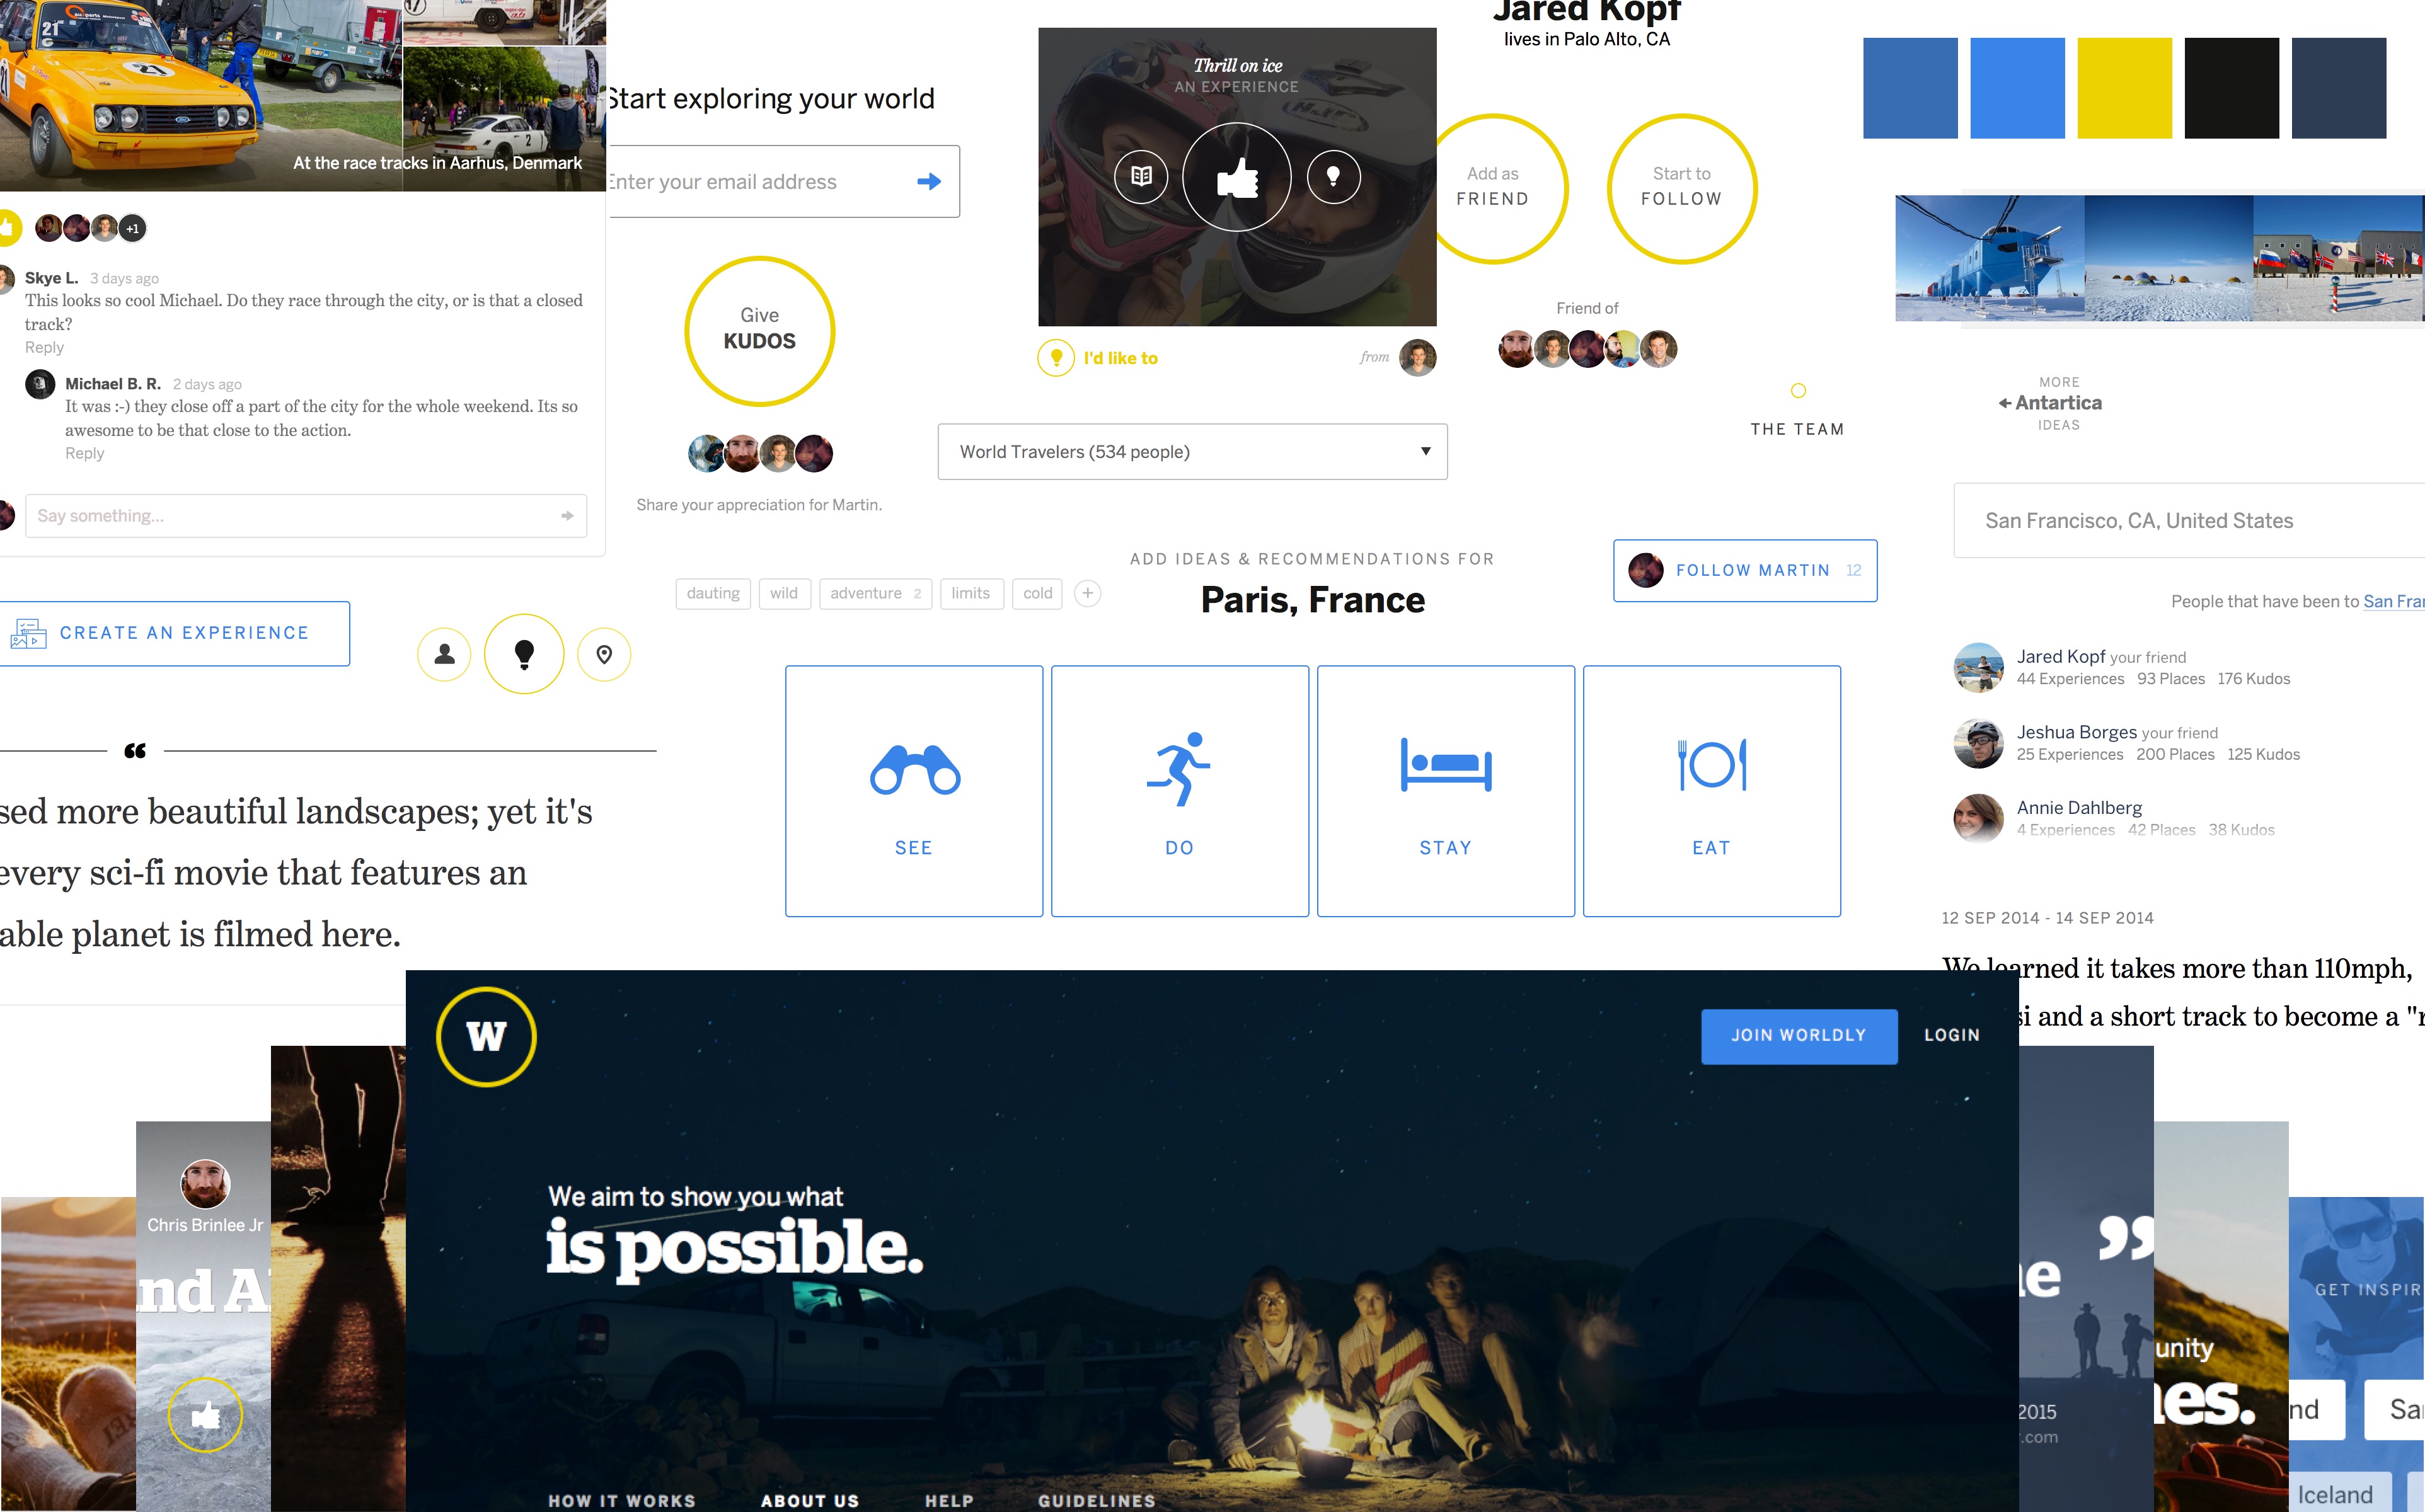 21
21
2
At the race tracks in Aarhus, Denmark
+1
Skye L. 3 days ago
This looks so cool Michael. Do they race through the city, or is that a closed
track?
Reply
Michael B. R. 2 days ago
It was :-) they close off a part of the city for the whole weekend. Its so
awesome to be that close to the action.
Reply
Say something...
CREATE AN EXPERIENCE
“
sed more beautiful landscapes; yet it's
every sci-fi movie that features an
able planet is filmed here.
Start exploring your world
Enter your email address
Give
KUDOS
Share your appreciation for Martin.
dauting
wild
adventure 2
limits
cold
+
Thrill on ice
AN EXPERIENCE
I'd like to
from
World Travelers (534 people)
Jared Kopf
lives in Palo Alto, CA
Add as
FRIEND
Start to
FOLLOW
Friend of
THE TEAM
ADD IDEAS & RECOMMENDATIONS FOR
Paris, France
FOLLOW MARTIN 12
SEE
DO
STAY
EAT
MORE
Antartica
IDEAS
San Francisco, CA, United States
People that have been to San Fra
Jared Kopf your friend
44 Experiences 93 Places 176 Kudos
Jeshua Borges your friend
25 Experiences 200 Places 125 Kudos
Annie Dahlberg
4 Experiences 42 Places 38 Kudos
12 SEP 2014 - 14 SEP 2014
We learned it takes more than 110mph,
si and a short track to become a "r
W
JOIN WORLDLY
LOGIN
We aim to show you what
is possible.
HOW IT WORKS
ABOUT US
HELP
GUIDELINES
Chris Brinlee Jr
nd A
”
e
2015
.com
unity
es.
GET INSPIR
nd
Sa
Iceland